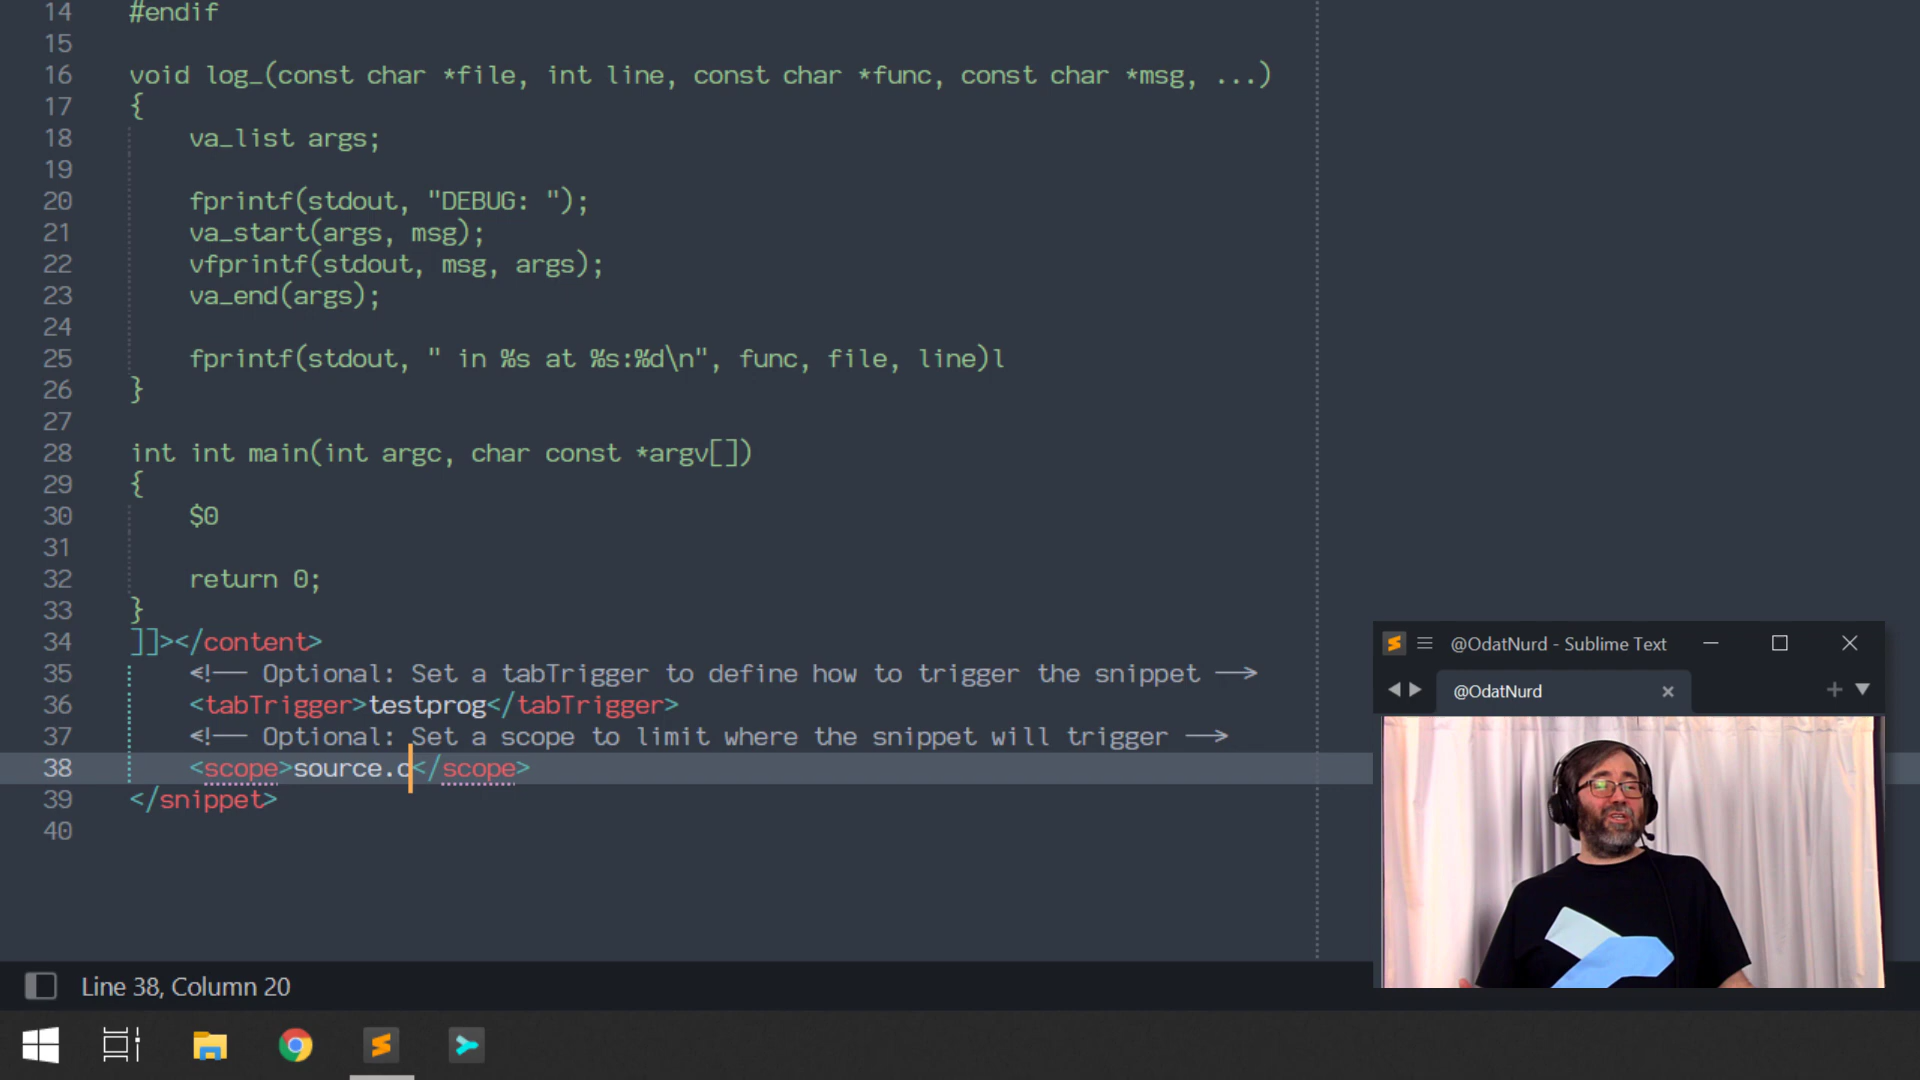 14 #endif
15
16 void log_(const char *file, int line, const char *func, const char *msg, ...)
17 {
18 va_list args;
19
20 fprintf(stdout, "DEBUG: ");
21 va_start(args, msg);
22 vfprintf(stdout, msg, args);
23 va_end(args);
24
25 fprintf(stdout, " in %s at %s:%d\n", func, file, line)l
26 }
27
28 int int main(int argc, char const *argv[])
29 {
30 $0
31
32 return 0;
33 }
34 ]]></content>
35 <!-- Optional: Set a tabTrigger to define how to trigger the snippet -->
36 <tabTrigger>testprog</tabTrigger>
37 <!-- Optional: Set a scope to limit where the snippet will trigger -->
38 <scope>source.c</scope>
39 </snippet>
40
@OdatNurd - Sublime Text
@OdatNurd
Line 38, Column 20